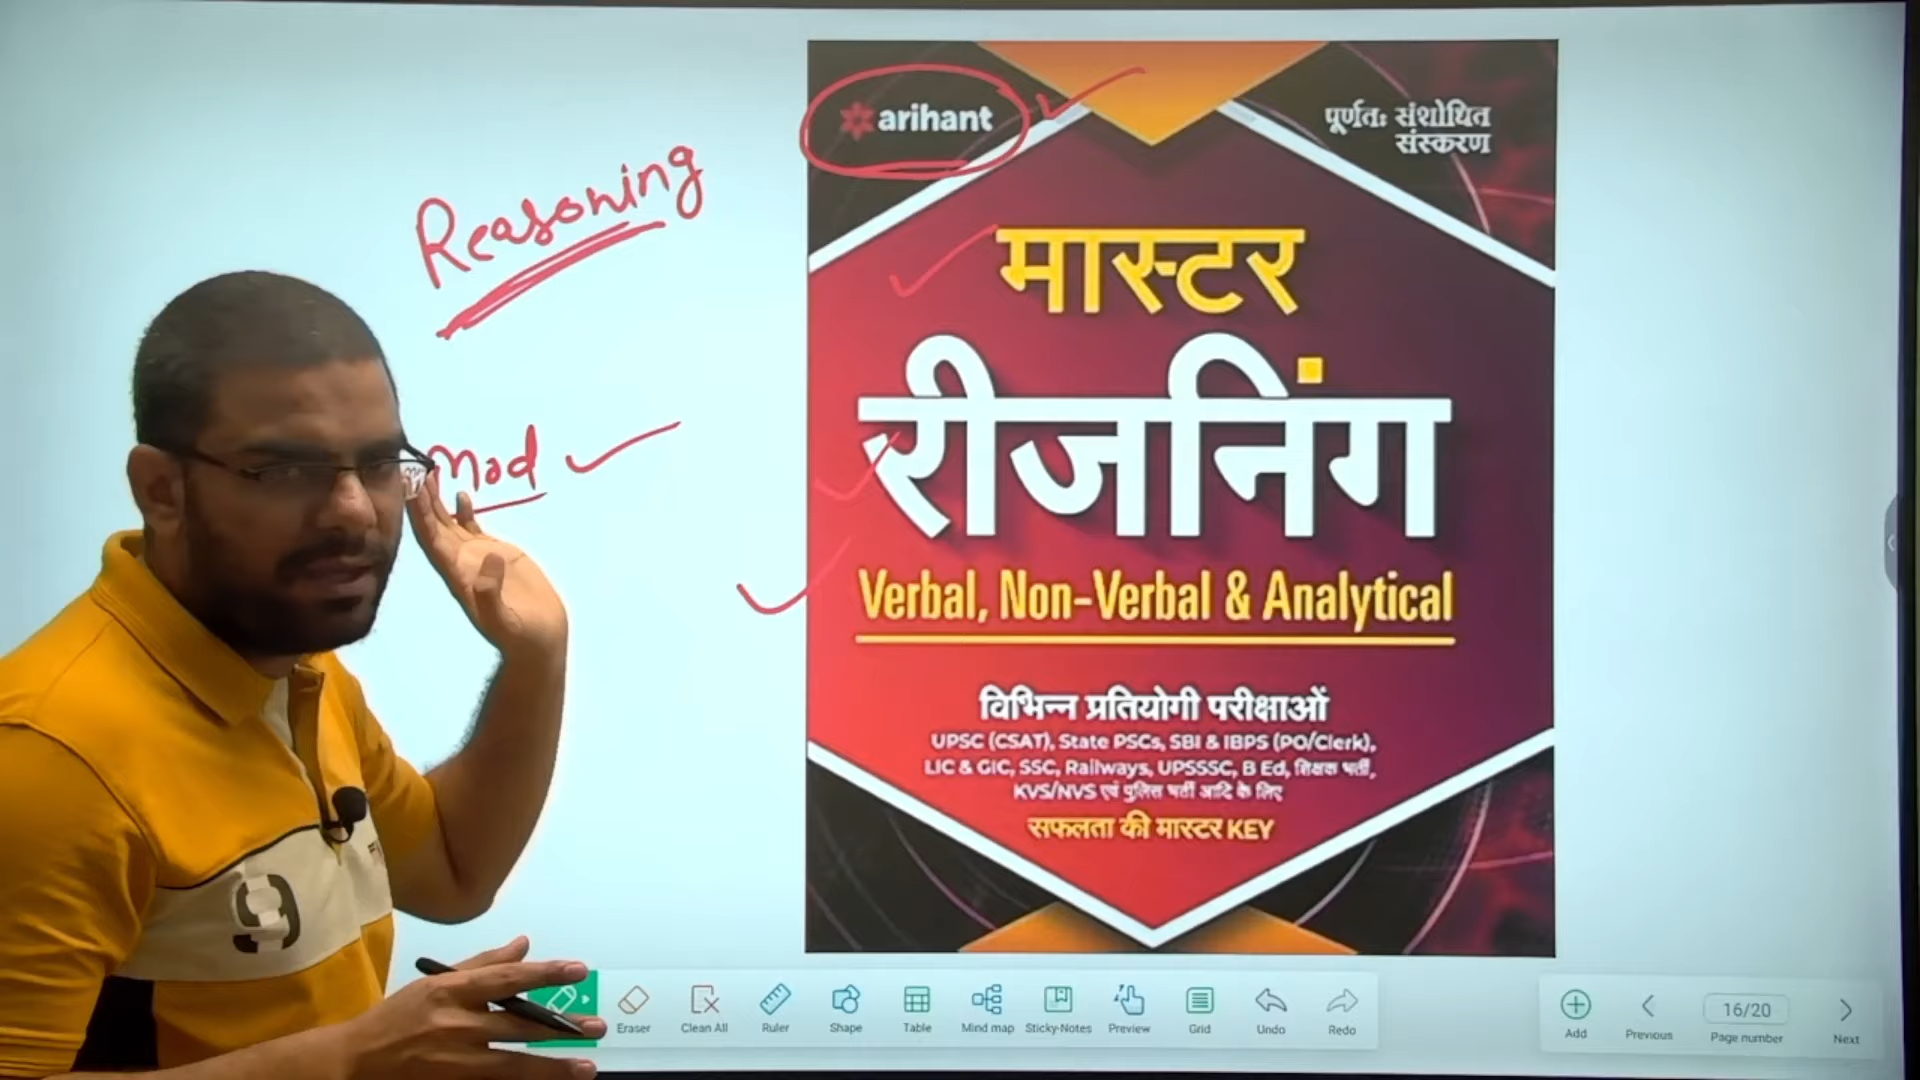 arihant
पूर्णतः संशोधित
संस्करण
Reasoning
मास्टर
रीजनिंग
Mod
Verbal, Non-Verbal & Analytical
विभिन्न प्रतियोगी परीक्षाओं
UPSC (CSAT), State PSCs, SBI & IBPS (PO/Clerk),
LIC & GIC, SSC, Railways, UPSSSC, B Ed, शिक्षक भर्ती,
KVS/NVS एवं पुलिस भर्ती आदि के लिए
सफलता की मास्टर KEY
9
Eraser
Clean All
Ruler
Shape
Table
Mind map
Sticky-Notes
Preview
Grid
Undo
Redo
Add
Previous
16/20
Page number
Next